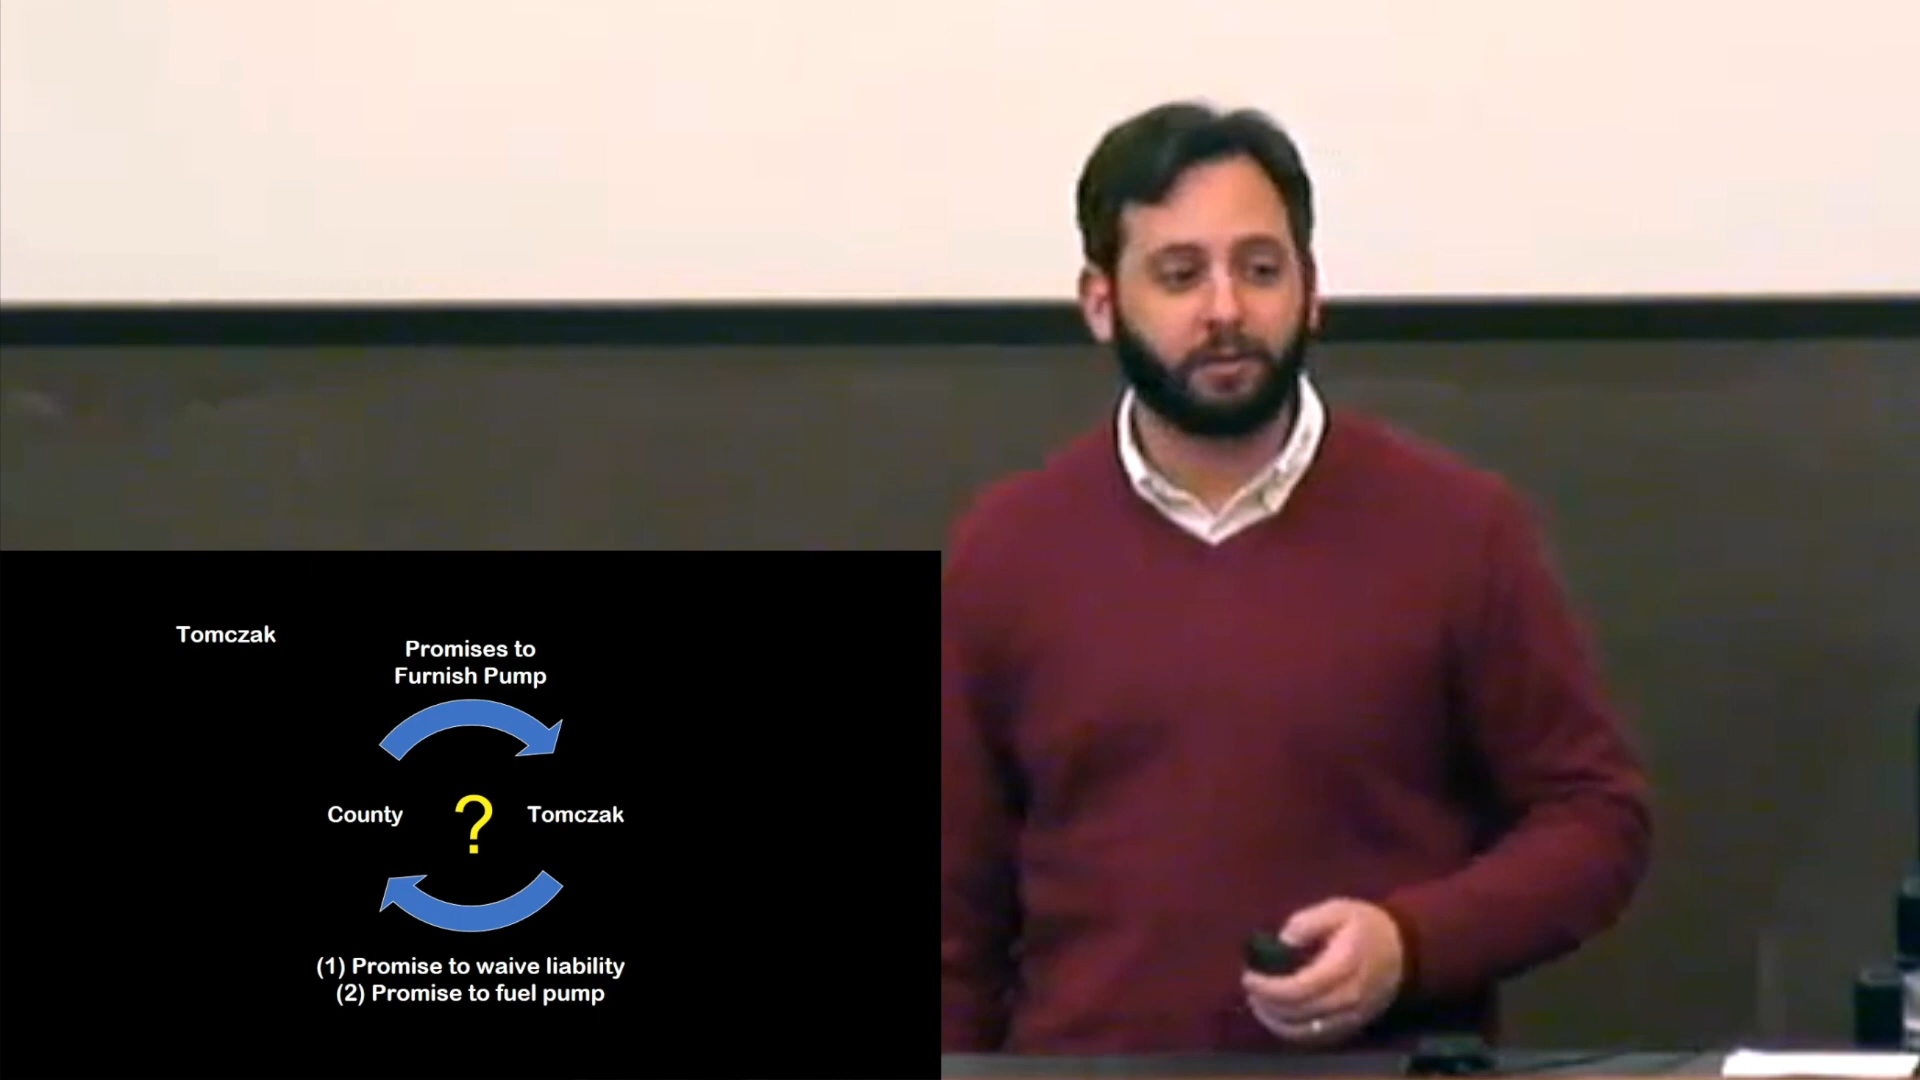 Tomczak
Promises to
Furnish Pump
County
?
Tomczak
(1) Promise to waive liability
(2) Promise to fuel pump